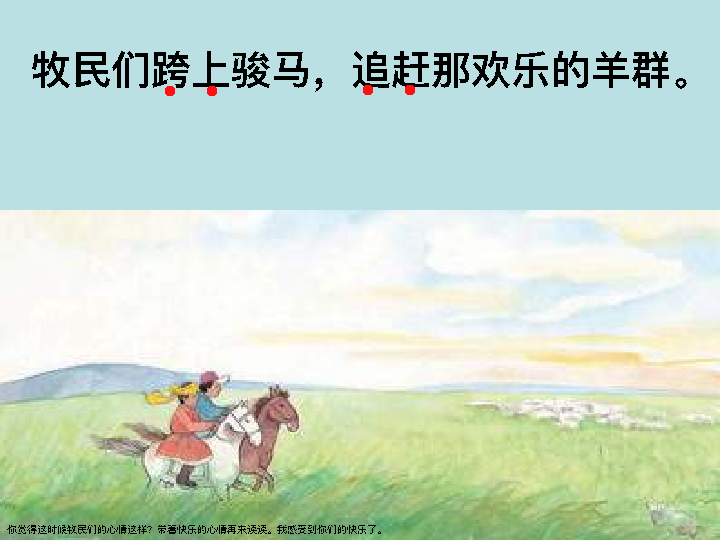 牧民们跨上骏马，追赶那欢乐的羊群。
你觉得这时候牧民们的心情这样？带着快乐的心情再来读读。我感受到你们的快乐了。